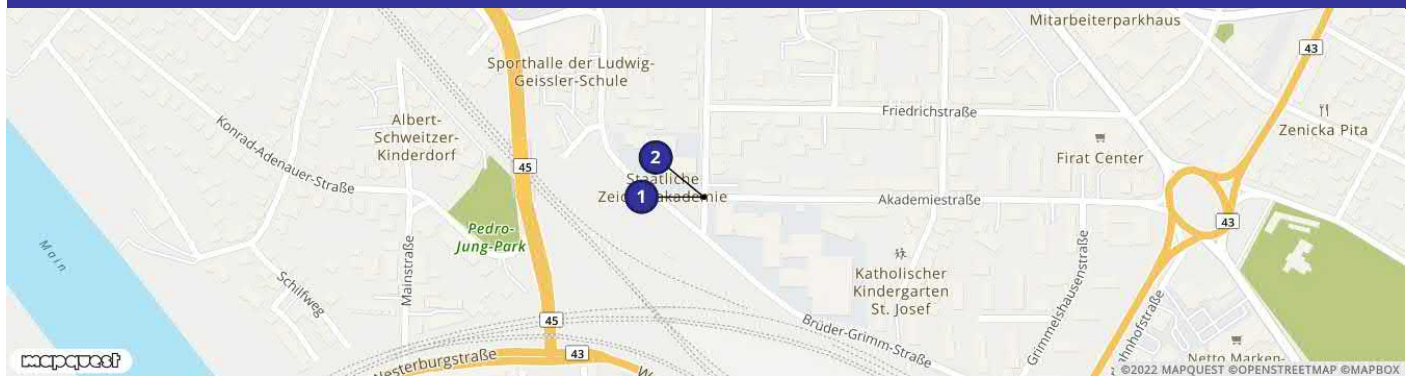 Mitarbeiterparkhaus
43
Sporthalle der Ludwig-
Geissler-Schule
Friedrichstraße
Albert-
Schweitzer-
Kinderdorf
Konrad-Adenauer-Straße
Zenicka Pita
Firat Center
45
2
Staatliche
1
Akademiestraße
43
Pedro-
Jung-Park
Main
Mainstraße
Schilfweg
Katholischer
Kindergarten
St. Josef
Grimmelshausenstraße
45
Brüder-Grimm-Straße
43
mapquest
Netto Marken-
©2022 MAPQUEST ©OPENSTREETMAP ©MAPBOX